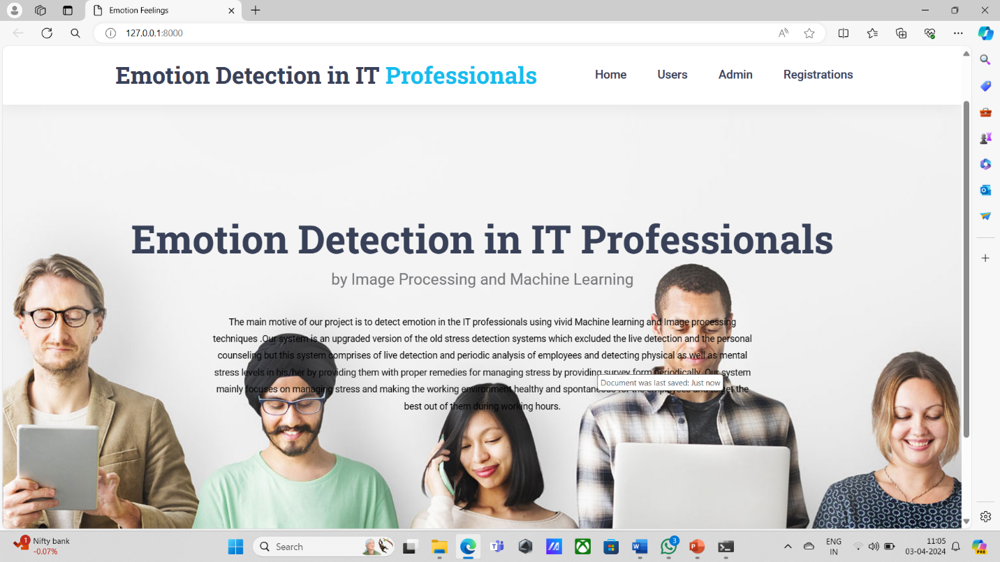 Emotion Feelings
127.0.0.1:8000
Emotion Detection in IT Professionals
Home Users Admin Registrations
Emotion Detection in IT Professionals
by Image Processing and Machine Learning
The main motive of our project is to detect emotion in the IT professionals using vivid Machine learning and Image processing
techniques .Our system is an upgraded version of the old stress detection systems which excluded the live detection and the personal
counseling but this system comprises of live detection and periodic analysis of employees and detecting physical as well as mental
stress levels in his/her by providing them with proper remedies for managing stress by providing survey form periodically. Our system
Document was last saved: Just now
mainly focuses on managing stress and making the working environment healthy and spontaneous for the employees and to get the
best out of them during working hours.
1
Nifty bank
-0.07%
Search
3
ENG
IN
11:05
03-04-2024
PRE